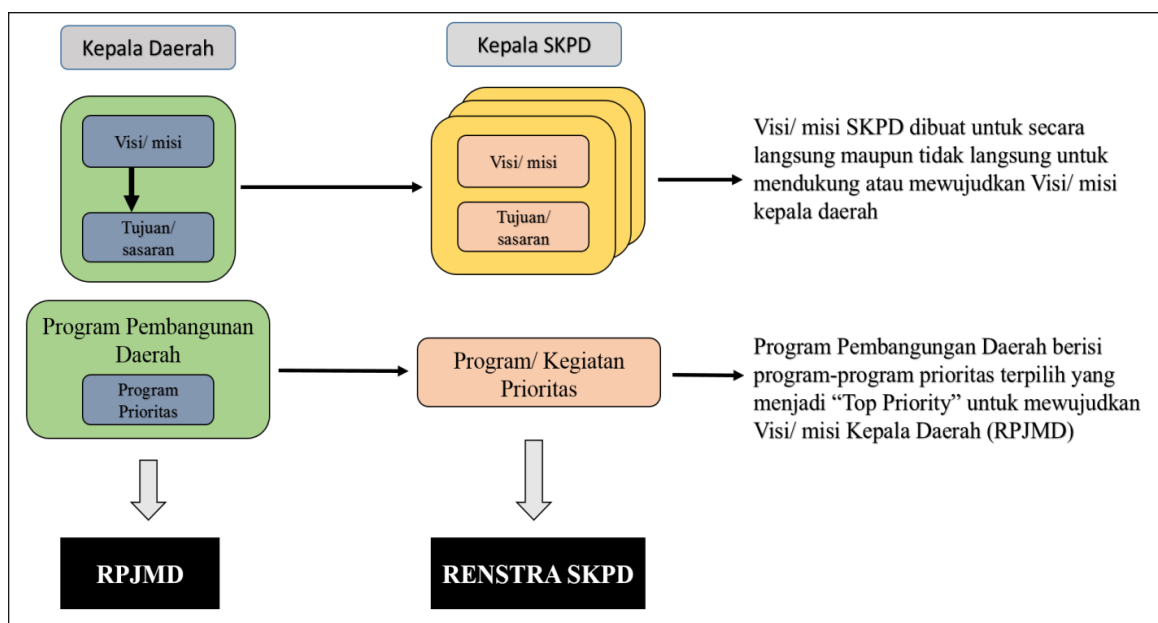 Kepala Daerah
Kepala SKPD
Visi/ misi
Tujuan/
sasaran
Visi/ misi
Tujuan/
sasaran
Visi/ misi SKPD dibuat untuk secara
langsung maupun tidak langsung untuk
mendukung atau mewujudkan Visi/ misi
kepala daerah
Program Pembangunan
Daerah
Program
Prioritas
Program/ Kegiatan
Prioritas
Program Pembangungan Daerah berisi
program-program prioritas terpilih yang
menjadi “Top Priority” untuk mewujudkan
Visi/ misi Kepala Daerah (RPJMD)
RPJMD
RENSTRA SKPD